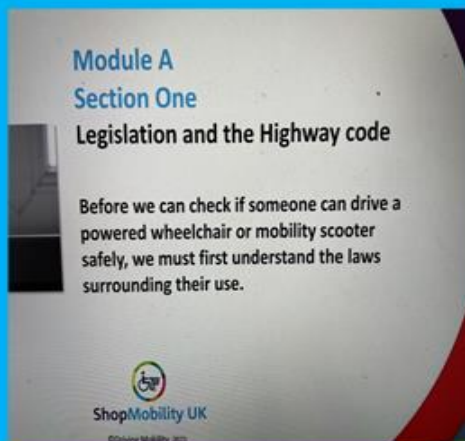 Module A
Section One
Legislation and the Highway code
Before we can check if someone can drive a
powered wheelchair or mobility scooter
safely, we must first understand the laws
surrounding their use.
ShopMobility UK